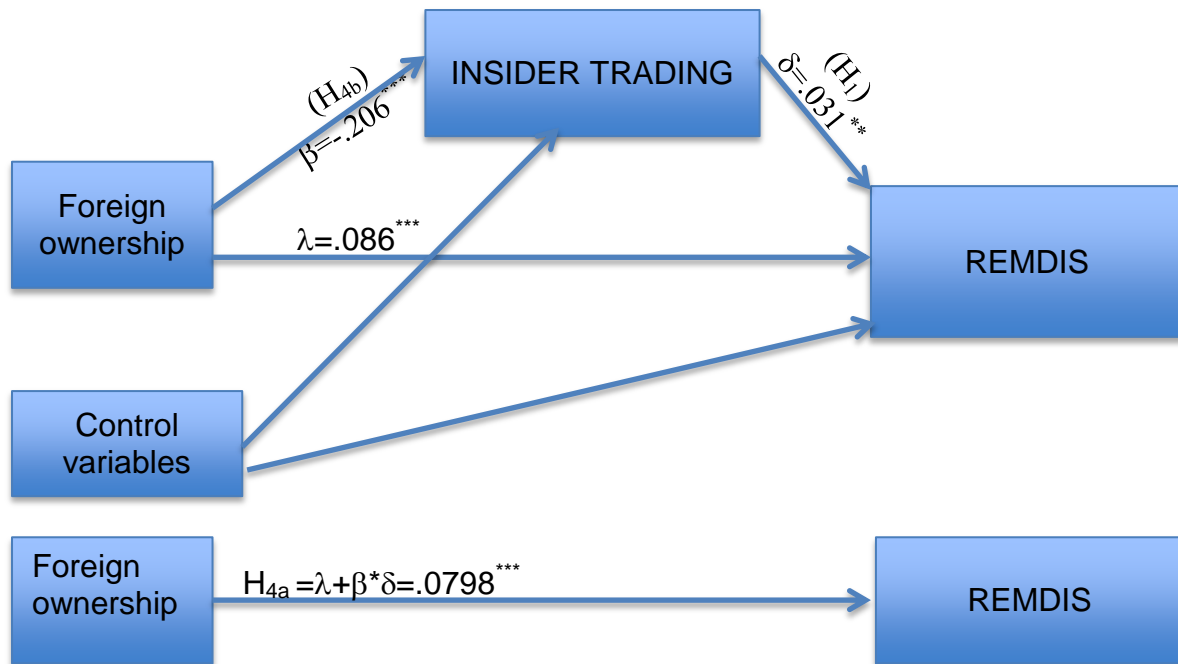 INSIDER TRADING
(H4b)
β=-.206***
(H1)
δ=.031**
Foreign
ownership
λ=.086***
REMDIS
Control
variables
Foreign
ownership
H4a =λ+β*δ=.0798***
REMDIS